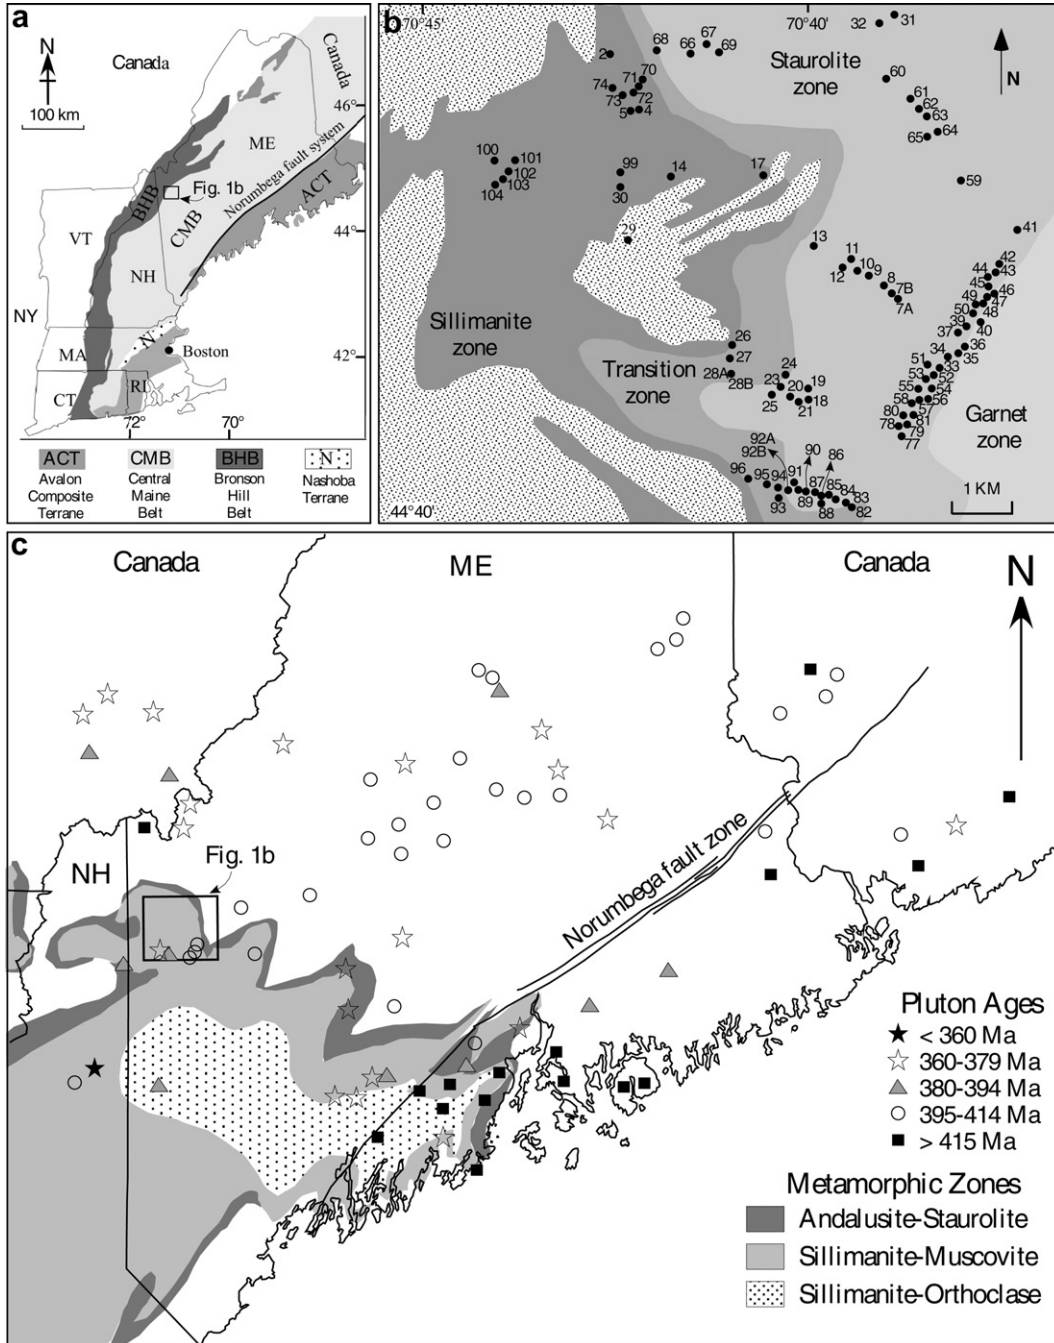 a
N
100 km
Canada
Canada
46°
ME
Norumbega fault system
ACT
Fig. 1b
BHB
CMB
VT
44°
NH
NY
N
Boston
MA
42°
CT
RI
72°
70°
ACT
CMB
BHB
N
Avalon
Composite
Terrane
Central
Maine
Belt
Bronson
Hill
Belt
Nashoba
Terrane
b
70°45
70°40
N
Staurolite
zone
Sillimanite
zone
Transition
zone
Garnet
zone
1 KM
44°40'
2
68
66
67
69
32
31
74
71
70
73
72
5
4
60
61
62
63
64
65
100
101
102
103
104
99
30
14
17
59
29
13
41
11
12
10
9
8
7B
7A
42
43
44
45
46
47
49
48
50
39
40
37
26
27
28A
28B
24
23
20
19
25
21
18
34
36
35
51
33
53
52
55
54
58
56
80
57
78
81
79
77
92A
92B
90
86
96
95
94
91
87
85
84
83
93
89
88
82
c
Canada
ME
Canada
N
NH
Fig. 1b
Norumbega fault zone
Pluton Ages
< 360 Ma
360-379 Ma
380-394 Ma
395-414 Ma
> 415 Ma
Metamorphic Zones
Andalusite-Staurolite
Sillimanite-Muscovite
Sillimanite-Orthoclase